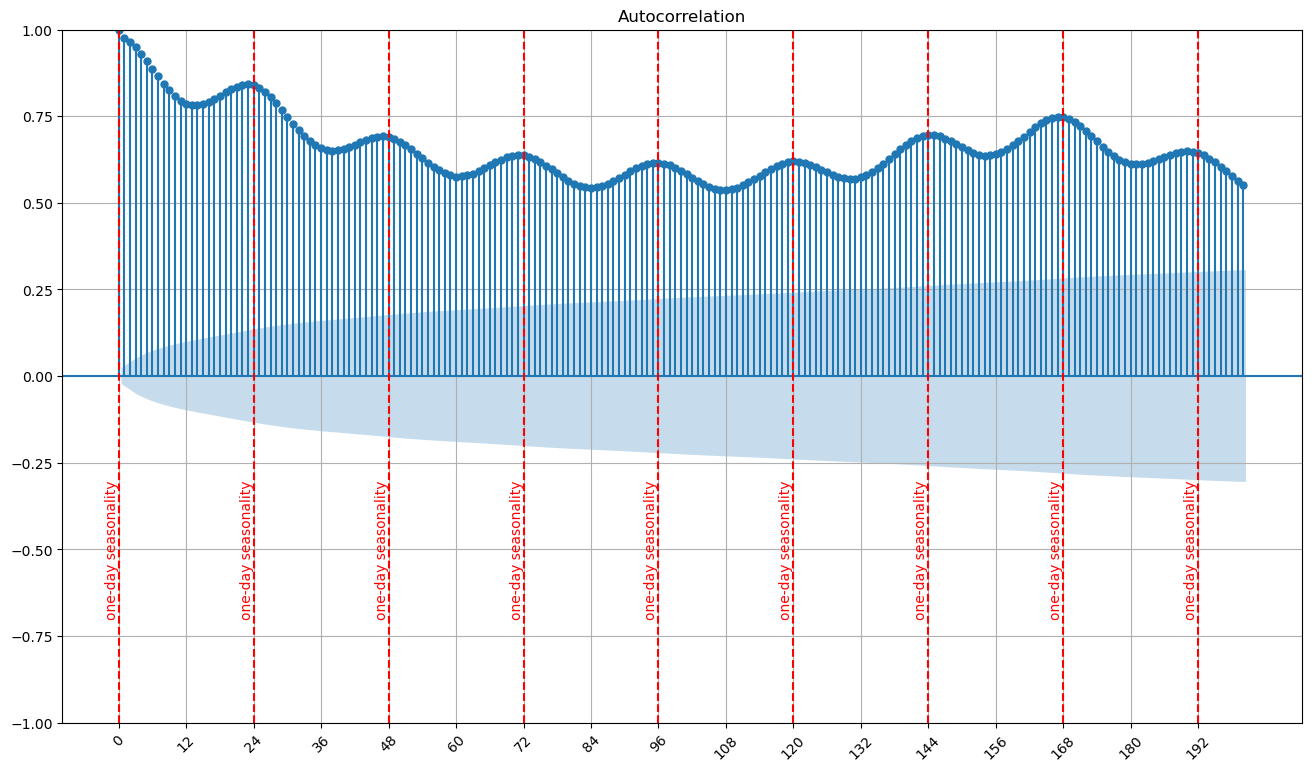 Autocorrelation
1.00
0.75
0.50
0.25
0.00
−0.25
−0.50
−0.75
−1.00
one-day seasonality
one-day seasonality
one-day seasonality
one-day seasonality
one-day seasonality
one-day seasonality
one-day seasonality
one-day seasonality
one-day seasonality
0
12
24
36
48
60
72
84
96
108
120
132
144
156
168
180
192